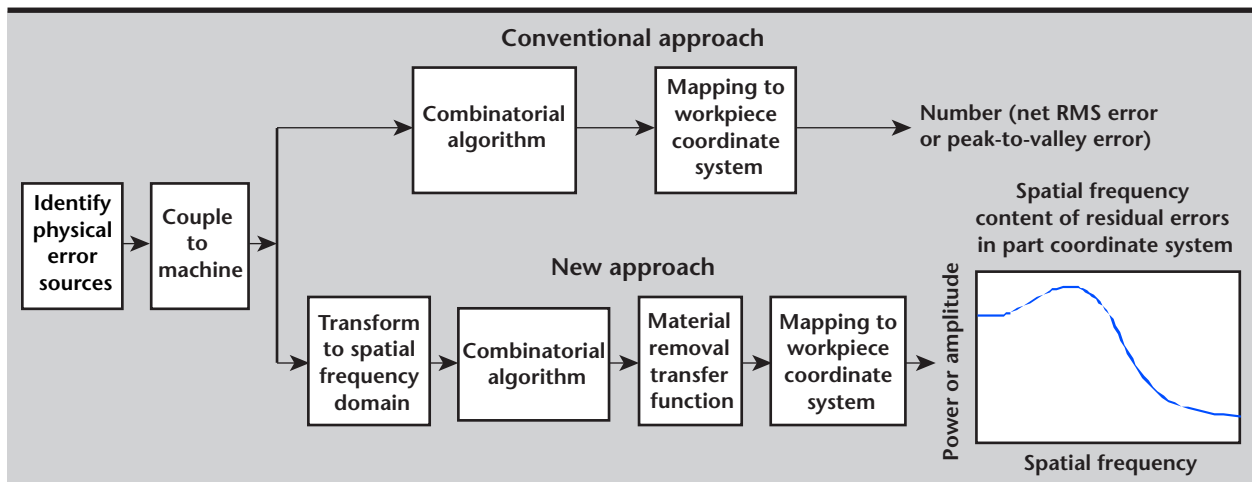 Conventional approach
Combinatorial
algorithm
Mapping to
workpiece
coordinate
system
Number (net RMS error
or peak-to-valley error)
Identify
physical
error
sources
Couple
to
machine
New approach
Transform
to spatial
frequency
domain
Combinatorial
algorithm
Material
removal
transfer
function
Mapping to
workpiece
coordinate
system
Spatial frequency
content of residual errors
in part coordinate system
Power or amplitude
Spatial frequency